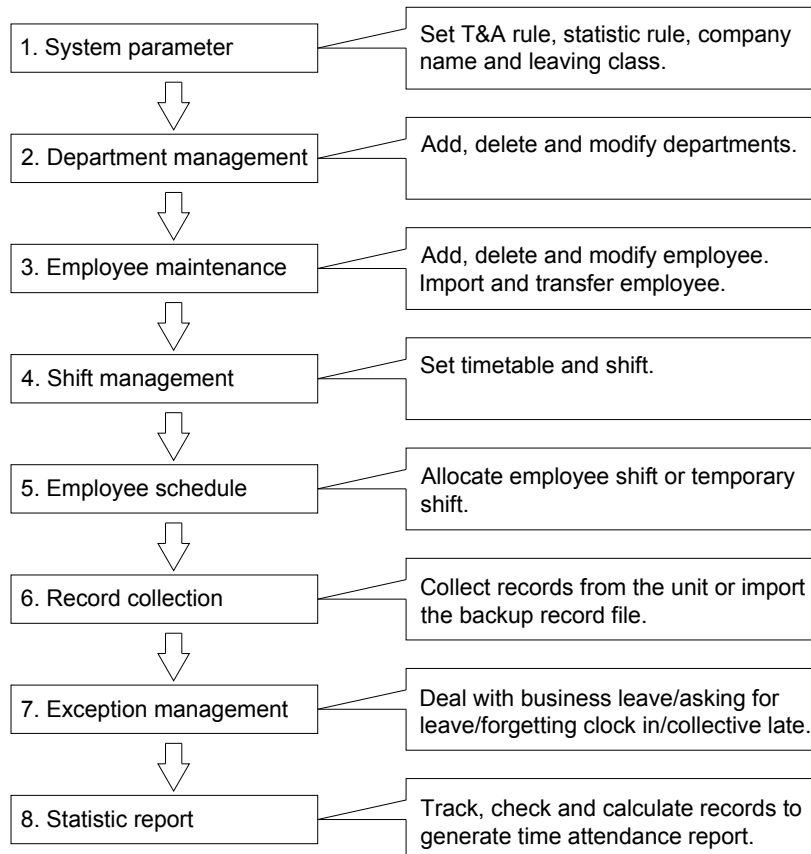 1. System parameter
Set T&A rule, statistic rule, company
name and leaving class.
2. Department management
Add, delete and modify departments.
3. Employee maintenance
Add, delete and modify employee.
Import and transfer employee.
4. Shift management
Set timetable and shift.
5. Employee schedule
Allocate employee shift or temporary
shift.
6. Record collection
Collect records from the unit or import
the backup record file.
7. Exception management
Deal with business leave/asking for
leave/forgetting clock in/collective late.
8. Statistic report
Track, check and calculate records to
generate time attendance report.